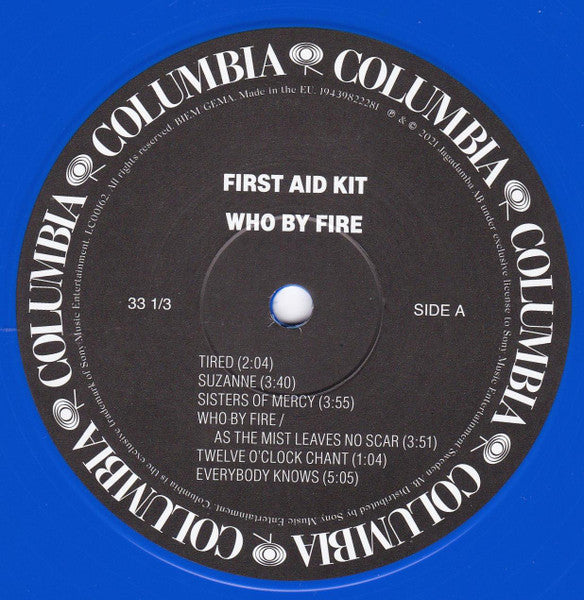 COLUMBIA COLUMBIA COLUMBIA COLUMBIA COLUMBIA COLUMBIA COLUMBIA COLUMBIA
℗ & © 2021 Jagadamba AB under exclusive license to Sony Music Entertainment Sweden AB. Distributed by Sony Music Entertainment. Columbia is the exclusive trademark of Sony Music Entertainment. LC00162. All rights reserved. BIEM/GEMA. Made in the EU. 19439822281
FIRST AID KIT
WHO BY FIRE
33 1/3
SIDE A
TIRED (2:04)
SUZANNE (3:40)
SISTERS OF MERCY (3:55)
WHO BY FIRE /
AS THE MIST LEAVES NO SCAR (3:51)
TWELVE O'CLOCK CHANT (1:04)
EVERYBODY KNOWS (5:05)